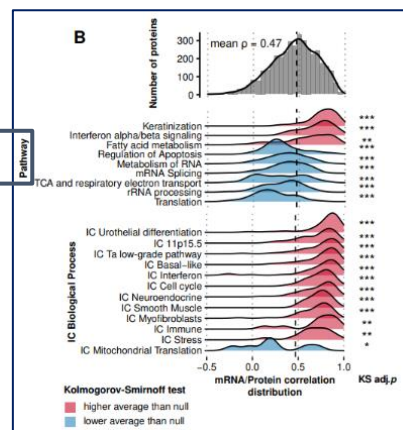 B
300
200
100
0
Number of proteins
mean ρ = 0.47
Pathway
Keratinization ***
Interferon alpha/beta signaling ***
Fatty acid metabolism **
Regulation of Apoptosis ***
Metabolism of RNA ***
mRNA Splicing ***
TCA and respiratory electron transport ***
rRNA processing ***
Translation ***
IC Biological Process
IC Urothelial differentiation ***
IC 11p15.5 ***
IC Ta low-grade pathway ***
IC Basal-like ***
IC Interferon ***
IC Cell cycle ***
IC Neuroendocrine ***
IC Smooth Muscle ***
IC Myofibroblasts ***
IC Immune **
IC Stress **
IC Mitochondrial Translation *
−0.5 0.0 0.5 1.0
mRNA/Protein correlation
distribution
KS adj.p
Kolmogorov-Smirnoff test
higher average than null
lower average than null